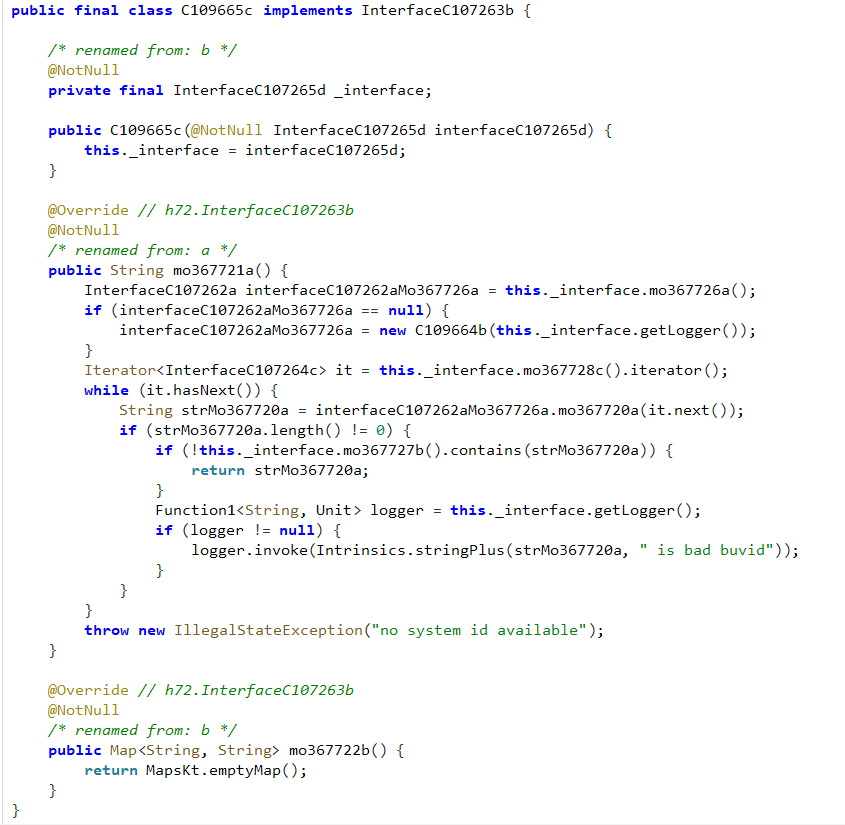 public final class C109665c implements InterfaceC107263b {
/* renamed from: b */
@NotNull
private final InterfaceC107265d _interface;
public C109665c(@NotNull InterfaceC107265d interfaceC107265d) {
this._interface = interfaceC107265d;
}
@Override // h72.InterfaceC107263b
@NotNull
/* renamed from: a */
public String mo367721a() {
InterfaceC107262a interfaceC107262aMo367726a = this._interface.mo367726a();
if (interfaceC107262aMo367726a == null) {
interfaceC107262aMo367726a = new C109664b(this._interface.getLogger());
}
Iterator<InterfaceC107264c> it = this._interface.mo367728c().iterator();
while (it.hasNext()) {
String strMo367720a = interfaceC107262aMo367726a.mo367720a(it.next());
if (strMo367720a.length() != 0) {
if (!this._interface.mo367727b().contains(strMo367720a)) {
return strMo367720a;
}
Function1<String, Unit> logger = this._interface.getLogger();
if (logger != null) {
logger.invoke(Intrinsics.stringPlus(strMo367720a, " is bad buvid"));
}
}
}
throw new IllegalStateException("no system id available");
}
@Override // h72.InterfaceC107263b
@NotNull
/* renamed from: b */
public Map<String, String> mo367722b() {
return MapsKt.emptyMap();
}
}